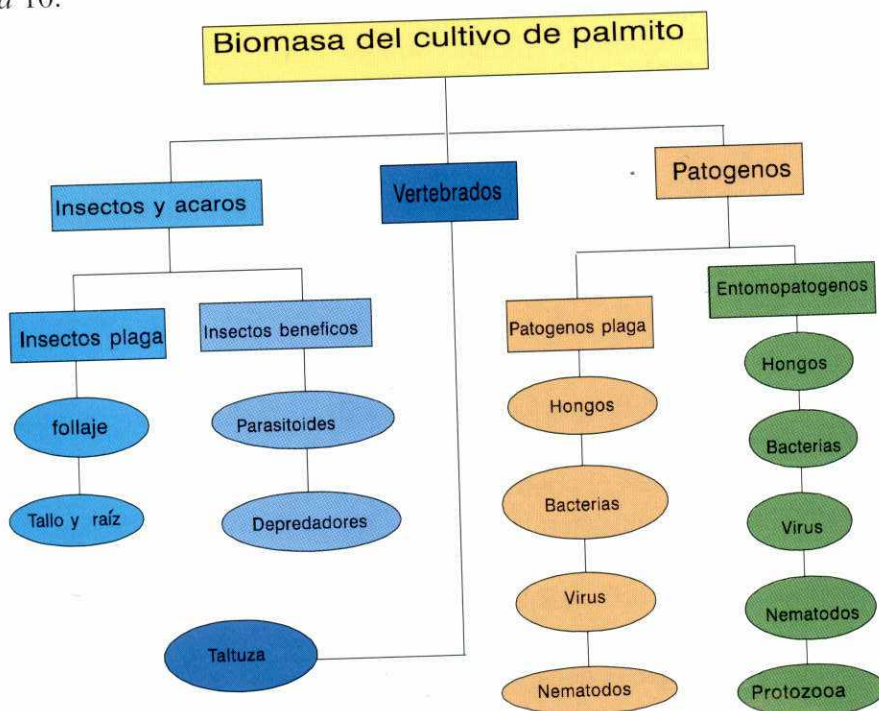 a 10.
Biomasa del cultivo de palmito
Insectos y acaros
Vertebrados
Patogenos
Insectos plaga
Insectos beneficos
Patogenos plaga
Entomopatogenos
follaje
Tallo y raíz
Parasitoides
Depredadores
Taltuza
Hongos
Bacterias
Virus
Nematodos
Hongos
Bacterias
Virus
Nematodos
Protozooa